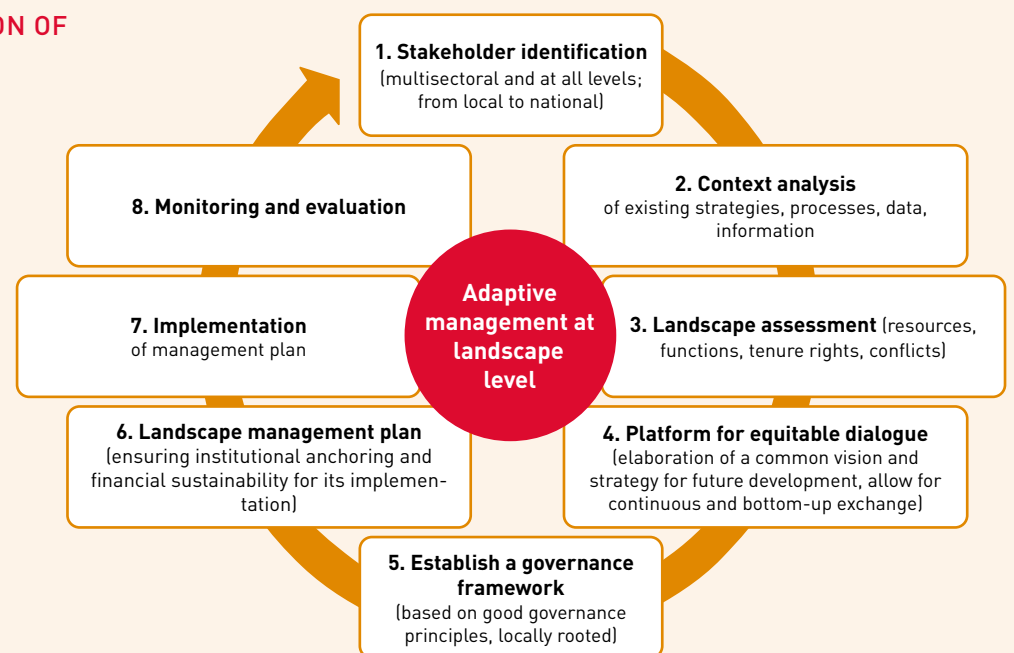 ON OF
1. Stakeholder identification
(multisectoral and at all levels;
from local to national)
2. Context analysis
of existing strategies, processes, data,
information
3. Landscape assessment (resources,
functions, tenure rights, conflicts)
4. Platform for equitable dialogue
(elaboration of a common vision and
strategy for future development, allow for
continuous and bottom-up exchange)
5. Establish a governance
framework
(based on good governance
principles, locally rooted)
6. Landscape management plan
(ensuring institutional anchoring and
financial sustainability for its implemen-
tation)
7. Implementation
of management plan
8. Monitoring and evaluation
Adaptive
management at
landscape
level